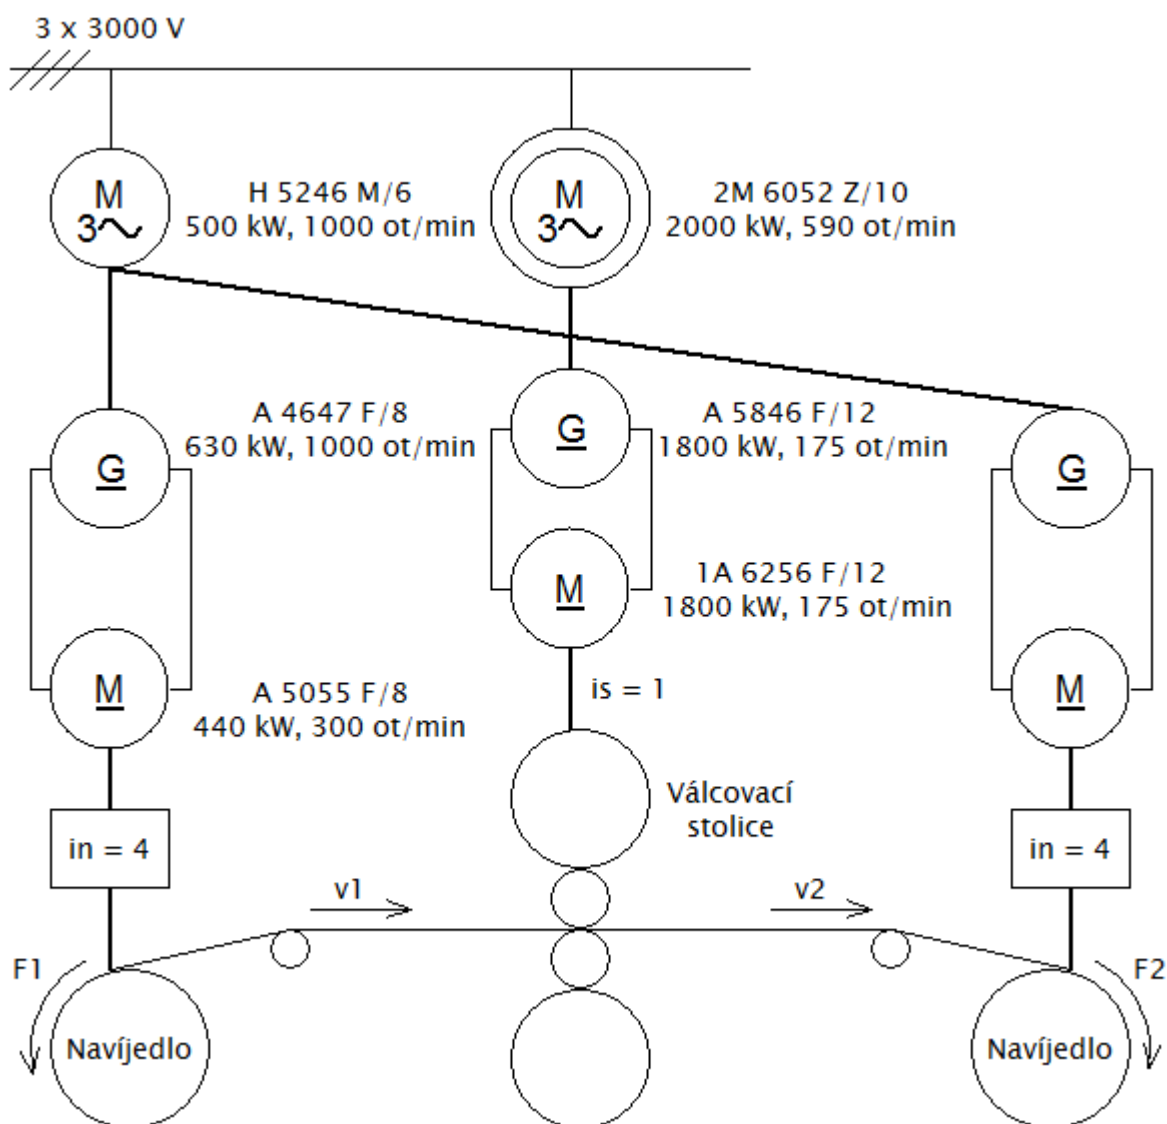 3 x 3000 V
M
3~
H 5246 M/6
500 kW, 1000 ot/min
M
3~
2M 6052 Z/10
2000 kW, 590 ot/min
G
A 4647 F/8
630 kW, 1000 ot/min
G
A 5846 F/12
1800 kW, 175 ot/min
G
M
1A 6256 F/12
1800 kW, 175 ot/min
M
A 5055 F/8
440 kW, 300 ot/min
is = 1
M
in = 4
Válcovací
stolice
in = 4
v1
v2
F1
F2
Navíjedlo
Navíjedlo